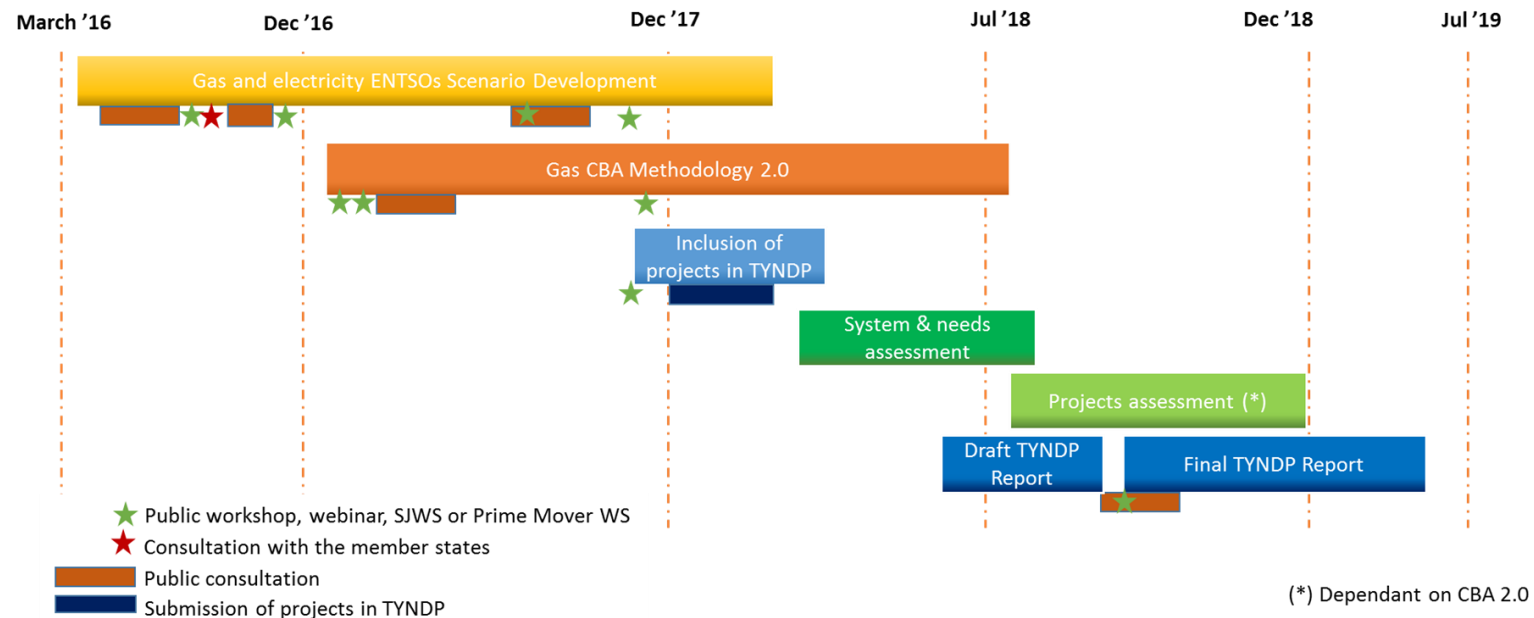 March ’16
Dec ’16
Dec ’17
Jul ’18
Dec ’18
Jul ’19
Gas and electricity ENTSOs Scenario Development
Gas CBA Methodology 2.0
Inclusion of
projects in TYNDP
System & needs
assessment
Projects assessment (*)
Draft TYNDP
Report
Final TYNDP Report
Public workshop, webinar, SJWS or Prime Mover WS
Consultation with the member states
Public consultation
Submission of projects in TYNDP
(*) Dependant on CBA 2.0